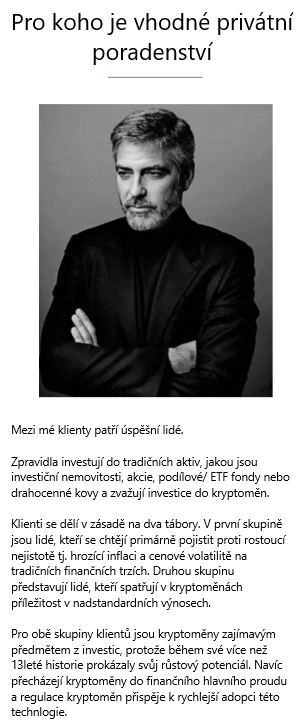 Pro koho je vhodné privátní
poradenství
Mezi mé klienty patří úspěšní lidé.
Zpravidla investují do tradičních aktiv, jakou jsou
investiční nemovitosti, akcie, podílové/ ETF fondy nebo
drahocenné kovy a zvažují investice do kryptoměn.
Klienti se dělí v zásadě na dva tábory. V první skupině
jsou lidé, kteří se chtějí primárně pojistit proti rostoucí
nejistotě tj. hrozící inflaci a cenové volatilitě na
tradičních finančních trzích. Druhou skupinu
představují lidé, kteří spatřují v kryptoměnách
příležitost v nadstandardních výnosech.
Pro obě skupiny klientů jsou kryptoměny zajímavým
předmětem z investic, protože během své více než
13leté historie prokázaly svůj růstový potenciál. Navíc
přecházejí kryptoměny do finančního hlavního proudu
a regulace kryptoměn přispěje k rychlejší adopci této
technologie.